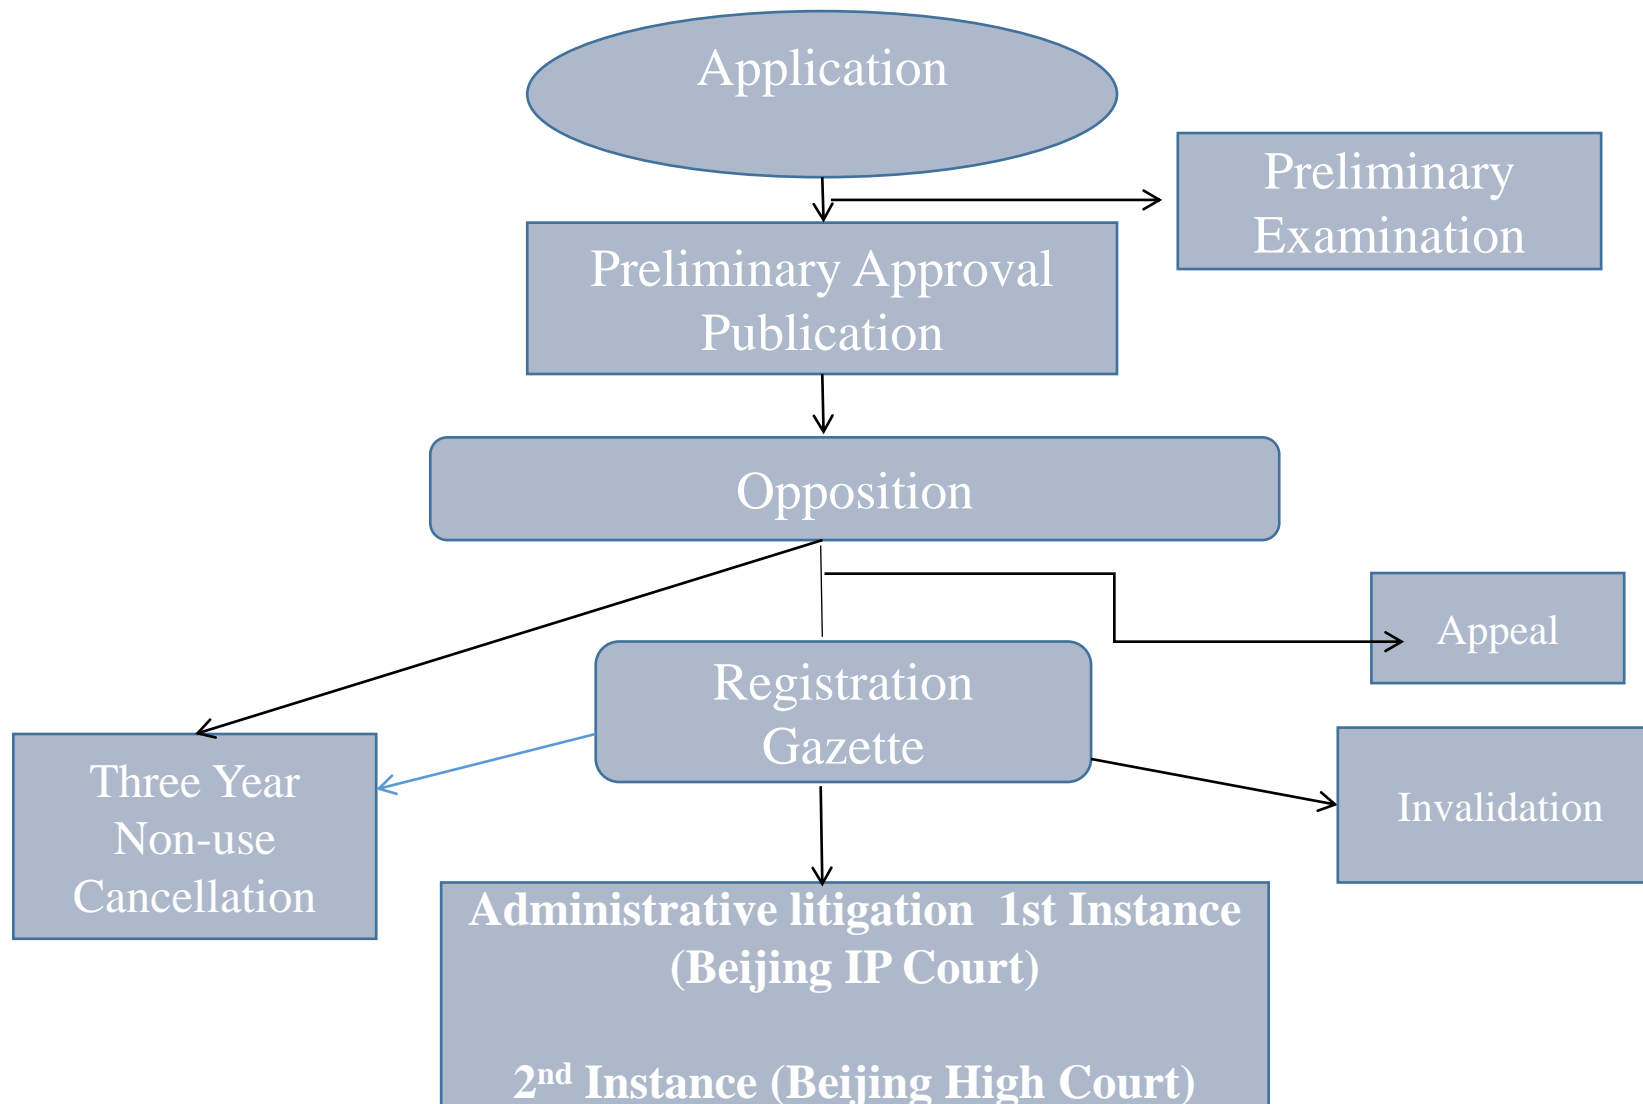 Application
Preliminary
Examination
Preliminary Approval
Publication
Opposition
Appeal
Registration
Gazette
Three Year
Non-use
Cancellation
Invalidation
Administrative litigation 1st Instance
(Beijing IP Court)
2nd Instance (Beijing High Court)